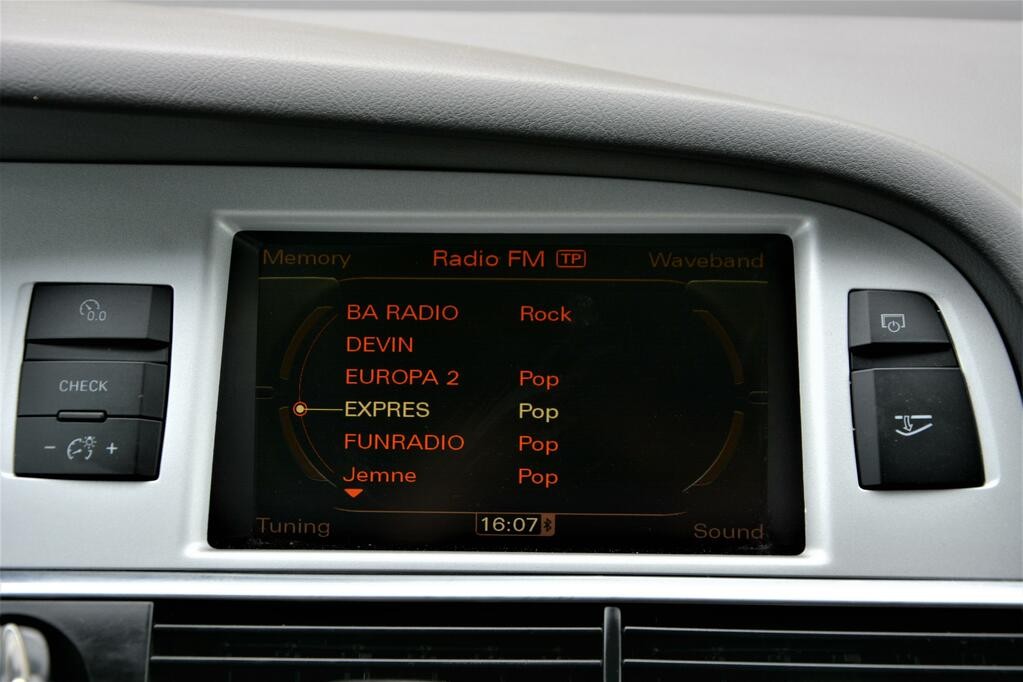 Memory Radio FM TP Waveband
BA RADIO Rock
DEVIN
EUROPA 2 Pop
EXPRES Pop
FUNRADIO Pop
Jemne Pop
Tuning 16:07 Sound
0.0
CHECK
- +